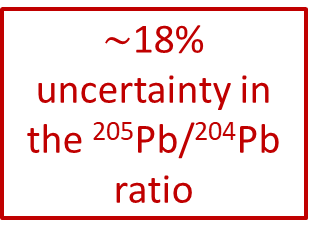 ~18%
uncertainty in
the ²⁰⁵Pb/²⁰⁴Pb
ratio